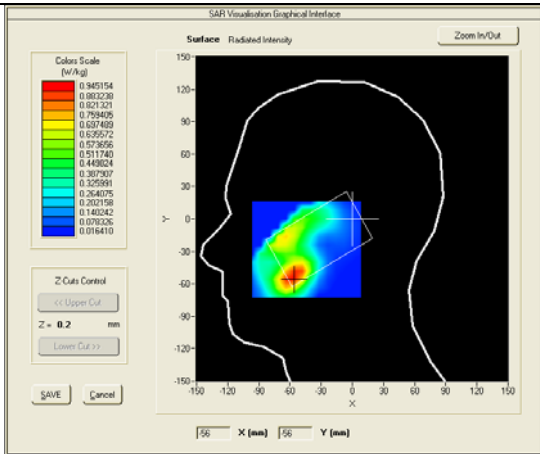 SAR Visualisation Graphical Interface
Surface Radiated Intensity
Zoom In/Out
Colors Scale
(W/kg)
0.945154
0.883238
0.821321
0.759405
0.697489
0.635572
0.573656
0.511740
0.449824
0.387907
0.325991
0.264075
0.202158
0.140242
0.078326
0.016410
Z-Cuts Control
<< Upper Cut
Z = 0.2 mm
Lower Cut >>
SAVE Cancel
150
120
90
60
30
0
-30
-60
-90
-120
-150
Y
-150 -120 -90 -60 -30 0 30 60 90 120 150
X
-56 X (mm) -56 Y (mm)